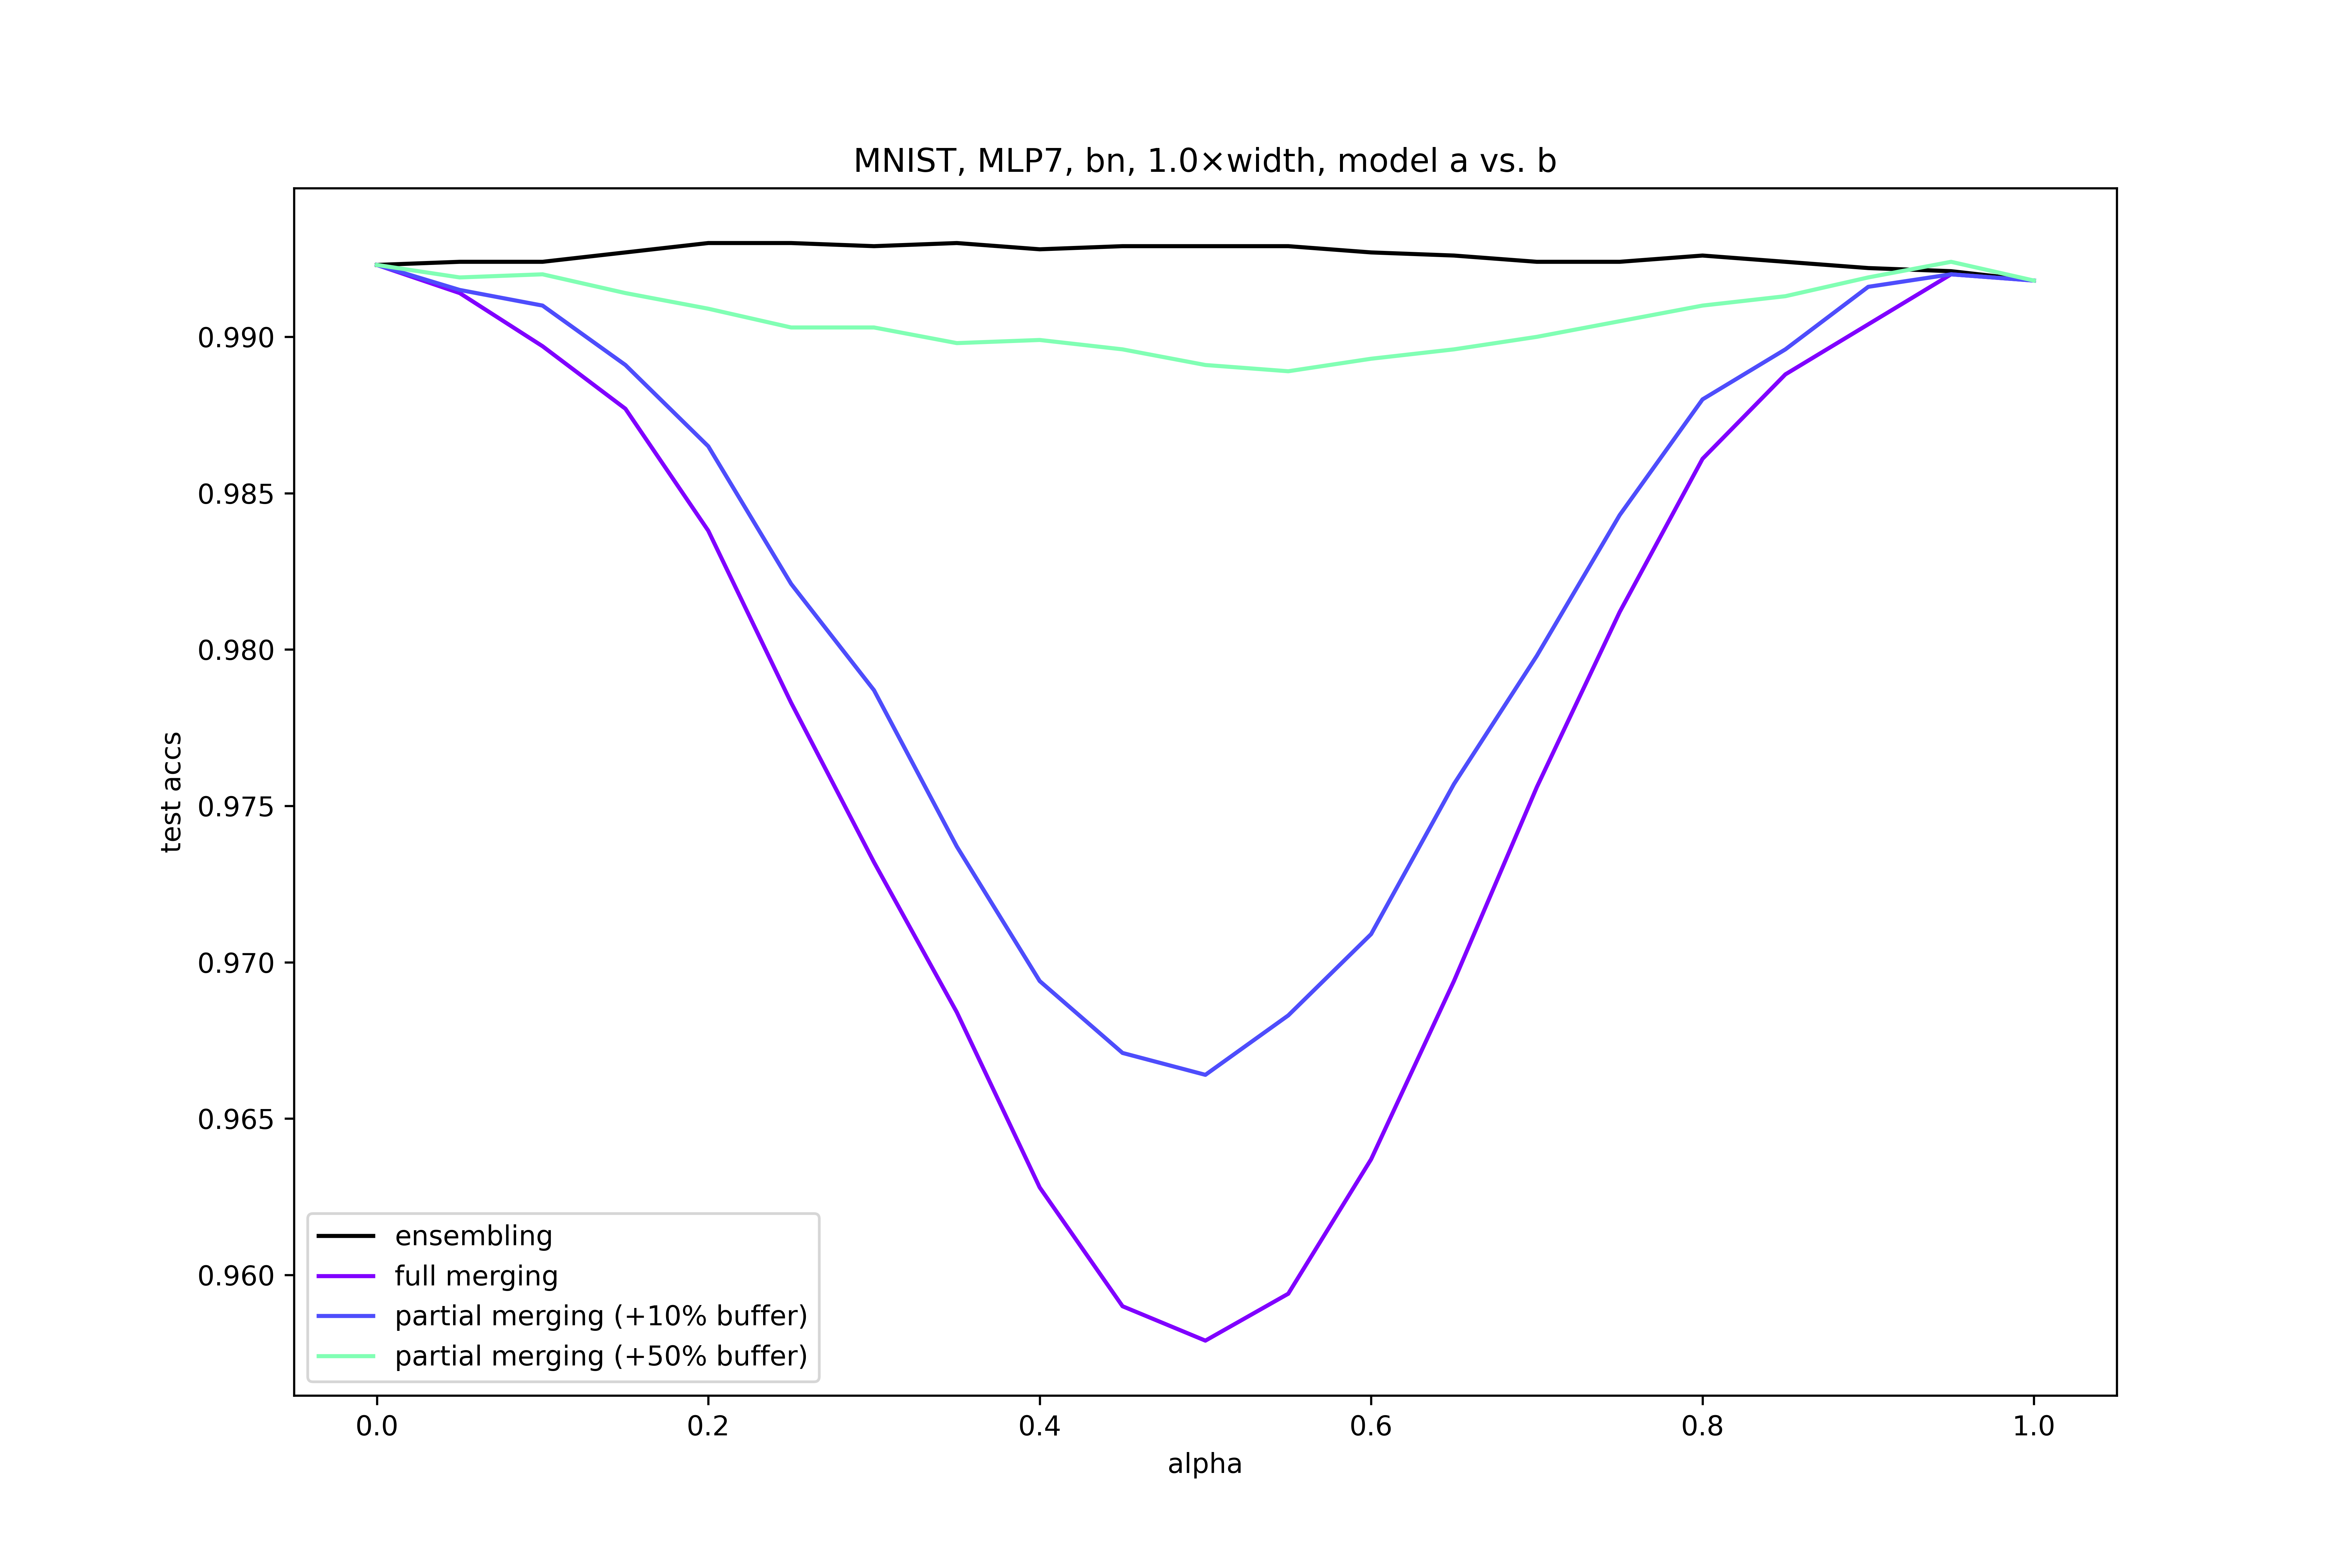 MNIST, MLP7, bn, 1.0×width, model a vs. b
test accs
0.990
0.985
0.980
0.975
0.970
0.965
0.960
ensembling
full merging
partial merging (+10% buffer)
partial merging (+50% buffer)
0.0 0.2 0.4 0.6 0.8 1.0
alpha